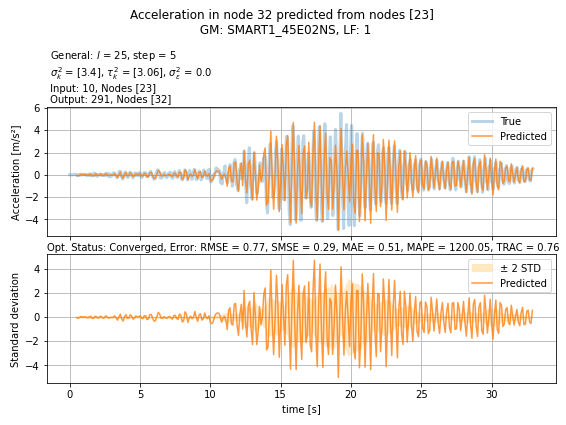 Acceleration in node 32 predicted from nodes [23]
GM: SMART1_45E02NS, LF: 1
General: l = 25, step = 5
σ²ₖ = [3.4], τ²ₖ = [3.06], σ²ε = 0.0
Input: 10, Nodes [23]
Output: 291, Nodes [32]
Acceleration [m/s²]
6
4
2
0
−2
−4
True
Predicted
Opt. Status: Converged, Error: RMSE = 0.77, SMSE = 0.29, MAE = 0.51, MAPE = 1200.05, TRAC = 0.76
Standard deviation
4
2
0
−2
−4
± 2 STD
Predicted
0 5 10 15 20 25 30
time [s]